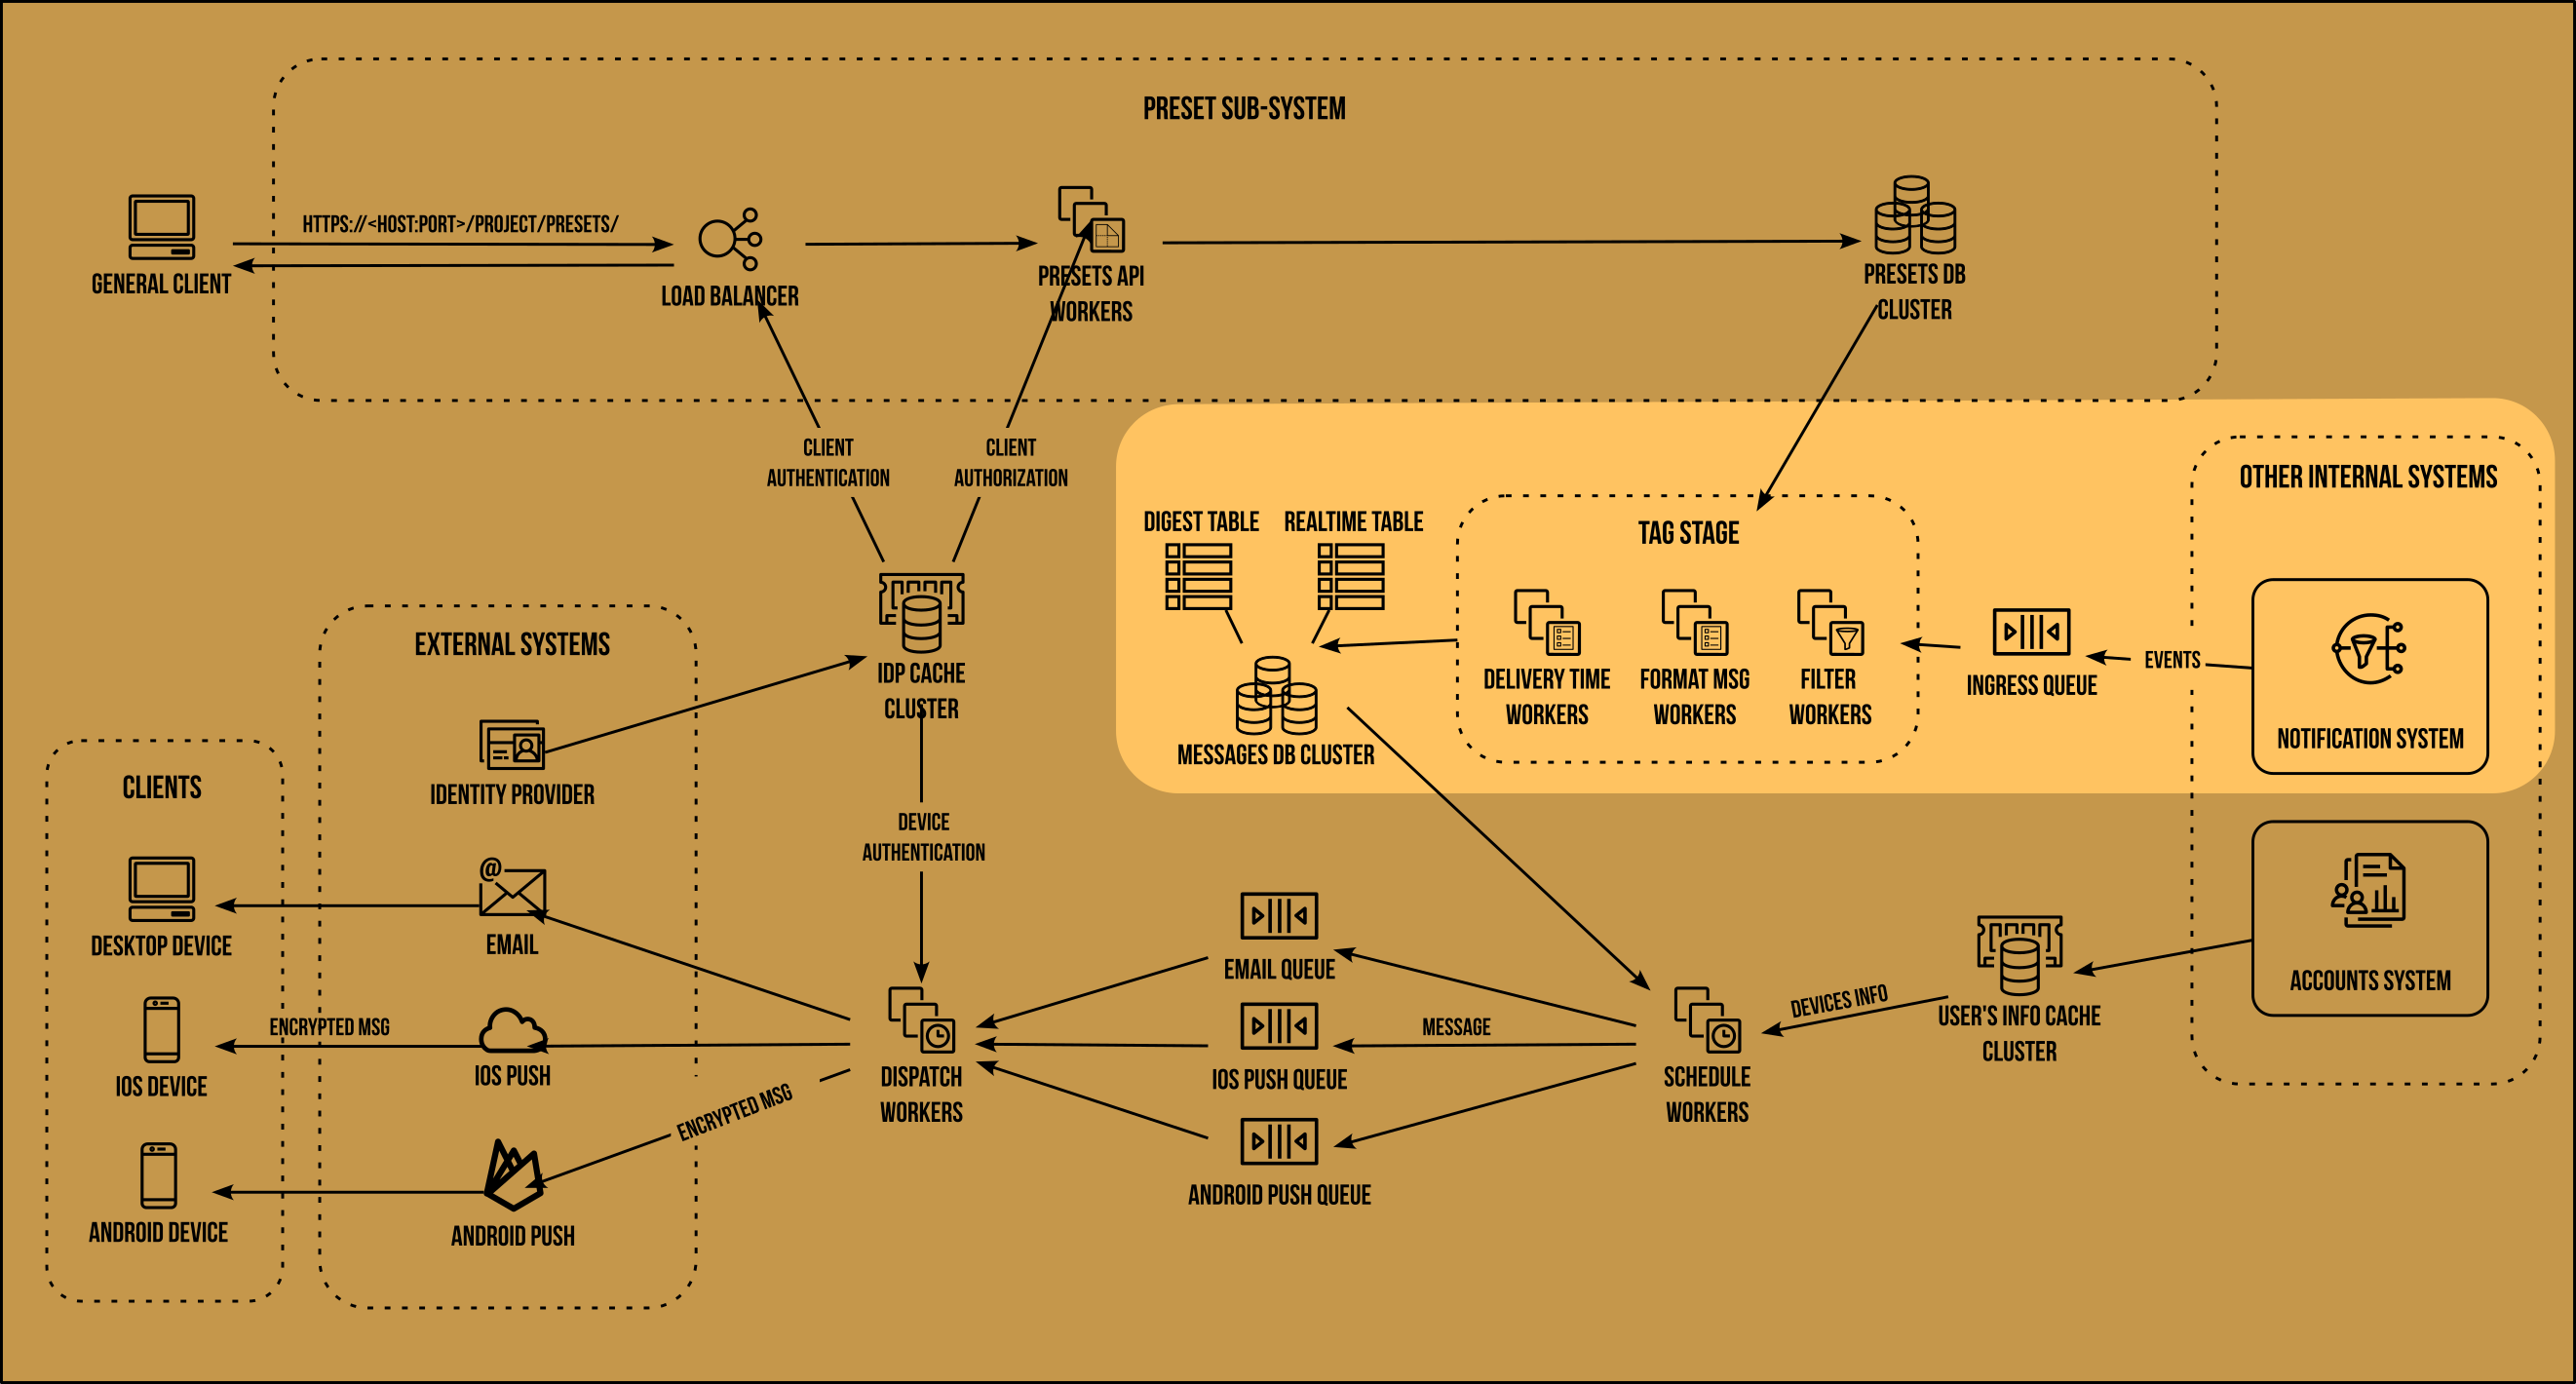 PRESET SUB-SYSTEM
HTTPS://<HOST:PORT>/PROJECT/PRESETS/
GENERAL CLIENT
LOAD BALANCER
PRESETS API
WORKERS
PRESETS DB
CLUSTER
CLIENT
AUTHENTICATION
CLIENT
AUTHORIZATION
OTHER INTERNAL SYSTEMS
DIGEST TABLE
REALTIME TABLE
TAG STAGE
DELIVERY TIME
WORKERS
FORMAT MSG
WORKERS
FILTER
WORKERS
INGRESS QUEUE
EVENTS
NOTIFICATION SYSTEM
MESSAGES DB CLUSTER
EXTERNAL SYSTEMS
IDP CACHE
CLUSTER
IDENTITY PROVIDER
CLIENTS
DEVICE
AUTHENTICATION
@
DESKTOP DEVICE
EMAIL
EMAIL QUEUE
ACCOUNTS SYSTEM
DEVICES INFO
USER'S INFO CACHE
CLUSTER
ENCRYPTED MSG
MESSAGE
IOS DEVICE
IOS PUSH
DISPATCH
WORKERS
IOS PUSH QUEUE
SCHEDULE
WORKERS
ENCRYPTED MSG
ANDROID PUSH QUEUE
ANDROID DEVICE
ANDROID PUSH